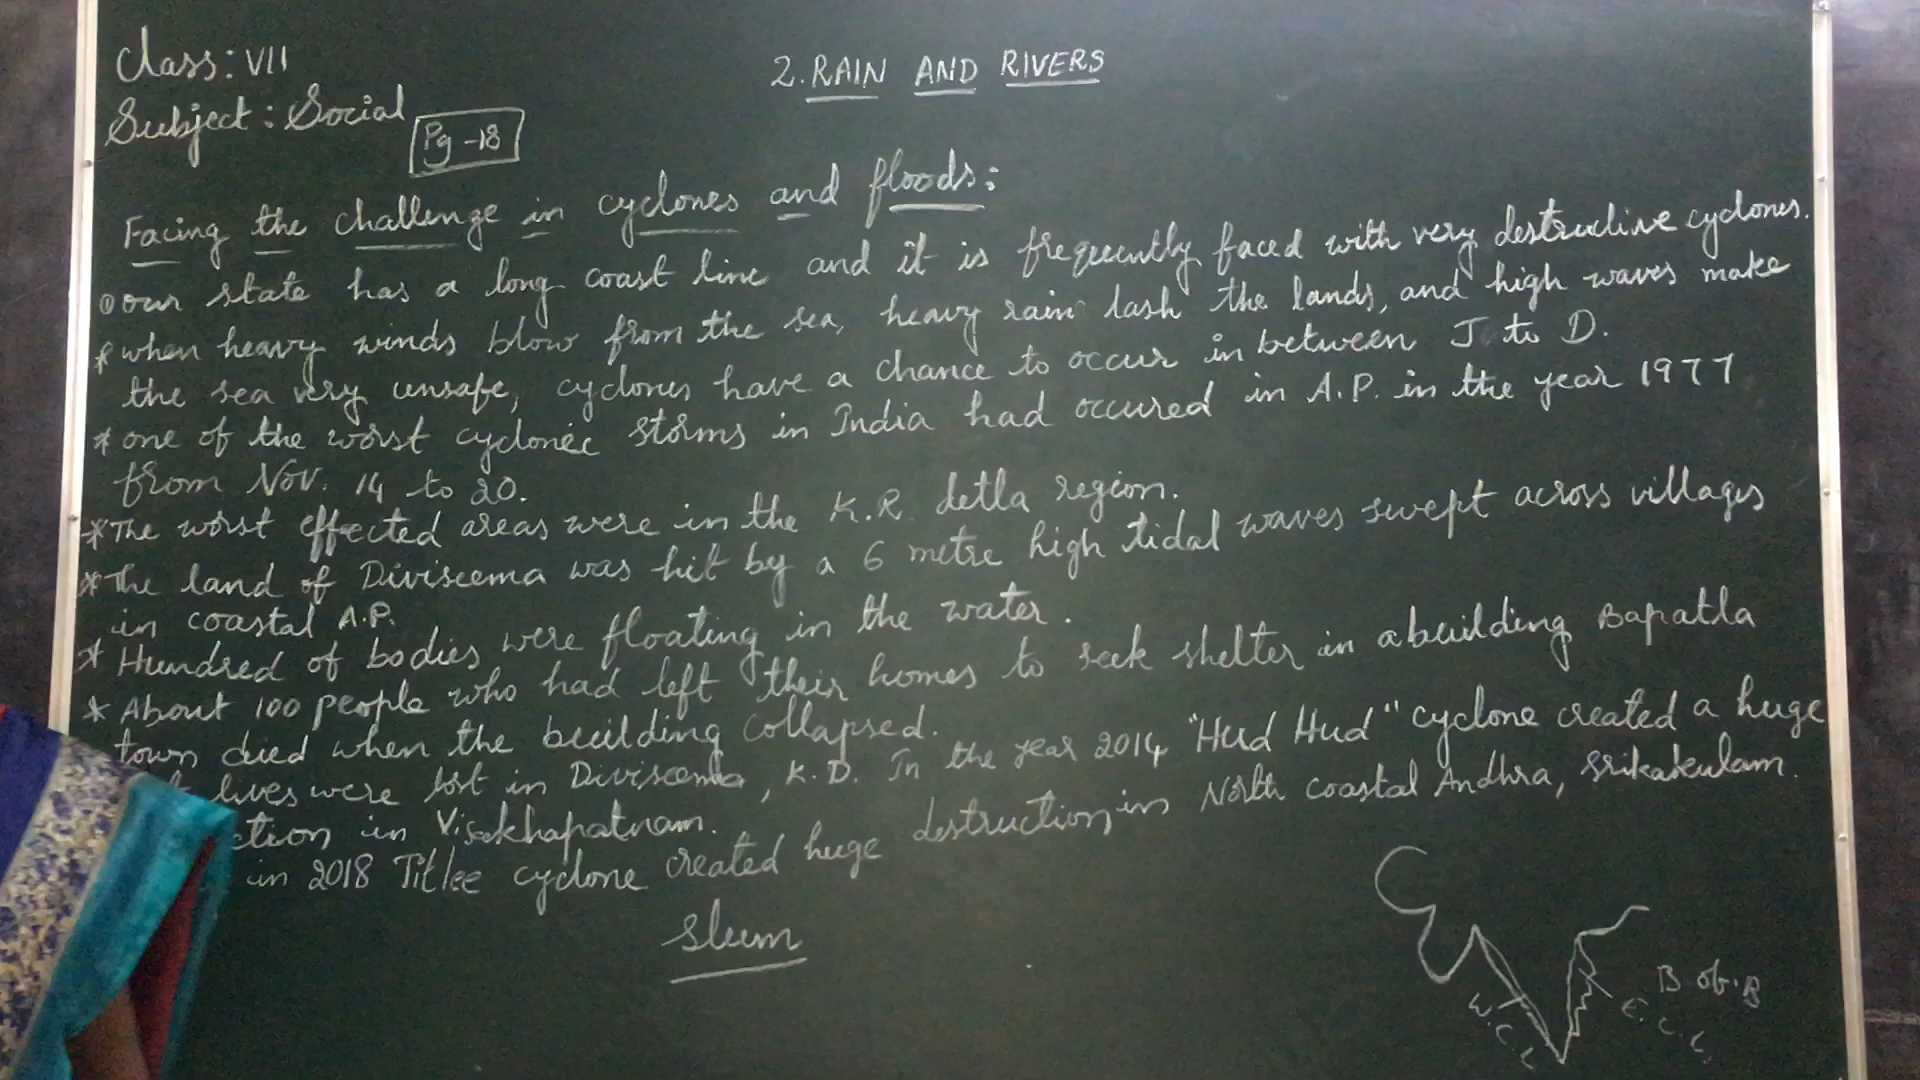 Class: VII
2. RAIN AND RIVERS
Subject: Social
Pg -18
Facing the challenge in cyclones and floods:
our state has a long coast line and it is frequently faced with very destructive cyclones.
* when heavy winds blow from the sea, heavy rain lash the lands, and high waves make
the sea very unsafe, cyclones have a chance to occur in between J to D.
* one of the worst cyclonic storms in India had occured in A.P. in the year 1977
from Nov. 14 to 20.
* The worst effected areas were in the K.R. detla region.
* The land of Diviseema was hit by a 6 metre high tidal waves swept across villages
in coastal A.P.
* Hundred of bodies were floating in the water.
* About 100 people who had left their homes to seek shelter in a building Bapatla
town died when the building collapsed.
lives were lost in Diviseema, K.D. In the year 2014 "Hud Hud" cyclone created a huge
ction in Visakhapatnam.
in 2018 Titlee cyclone created huge destruction in North coastal Andhra, Srikakulam.
slum
B of. B
W.C.L
E.C.L.